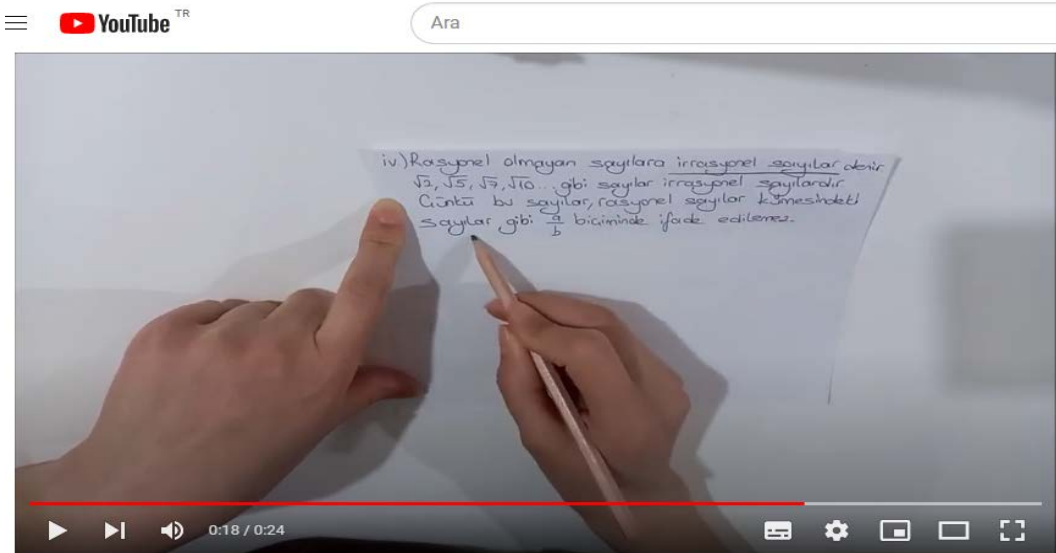 YouTube TR
Ara
iv) Rasyonel olmayan sayılara irrasyonel sayılar denir
√2, √5, √7, √10... gibi sayılar irrasyonel sayılardır.
Çünkü bu sayılar, rasyonel sayılar kümesindeki
sayılar gibi a/b biçiminde ifade edilemez.
0:18 / 0:24